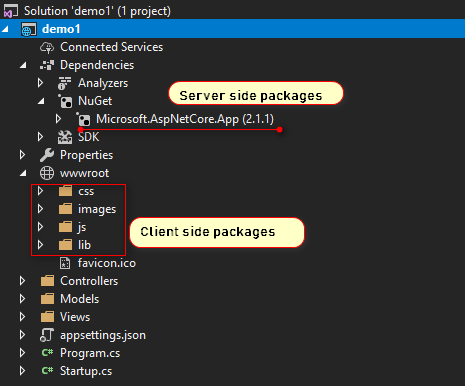 Solution 'demo1' (1 project)
demo1
Connected Services
Dependencies
Analyzers
Server side packages
NuGet
Microsoft.AspNetCore.App (2.1.1)
SDK
Properties
wwwroot
css
images
js
Client side packages
lib
favicon.ico
Controllers
Models
Views
appsettings.json
Program.cs
Startup.cs